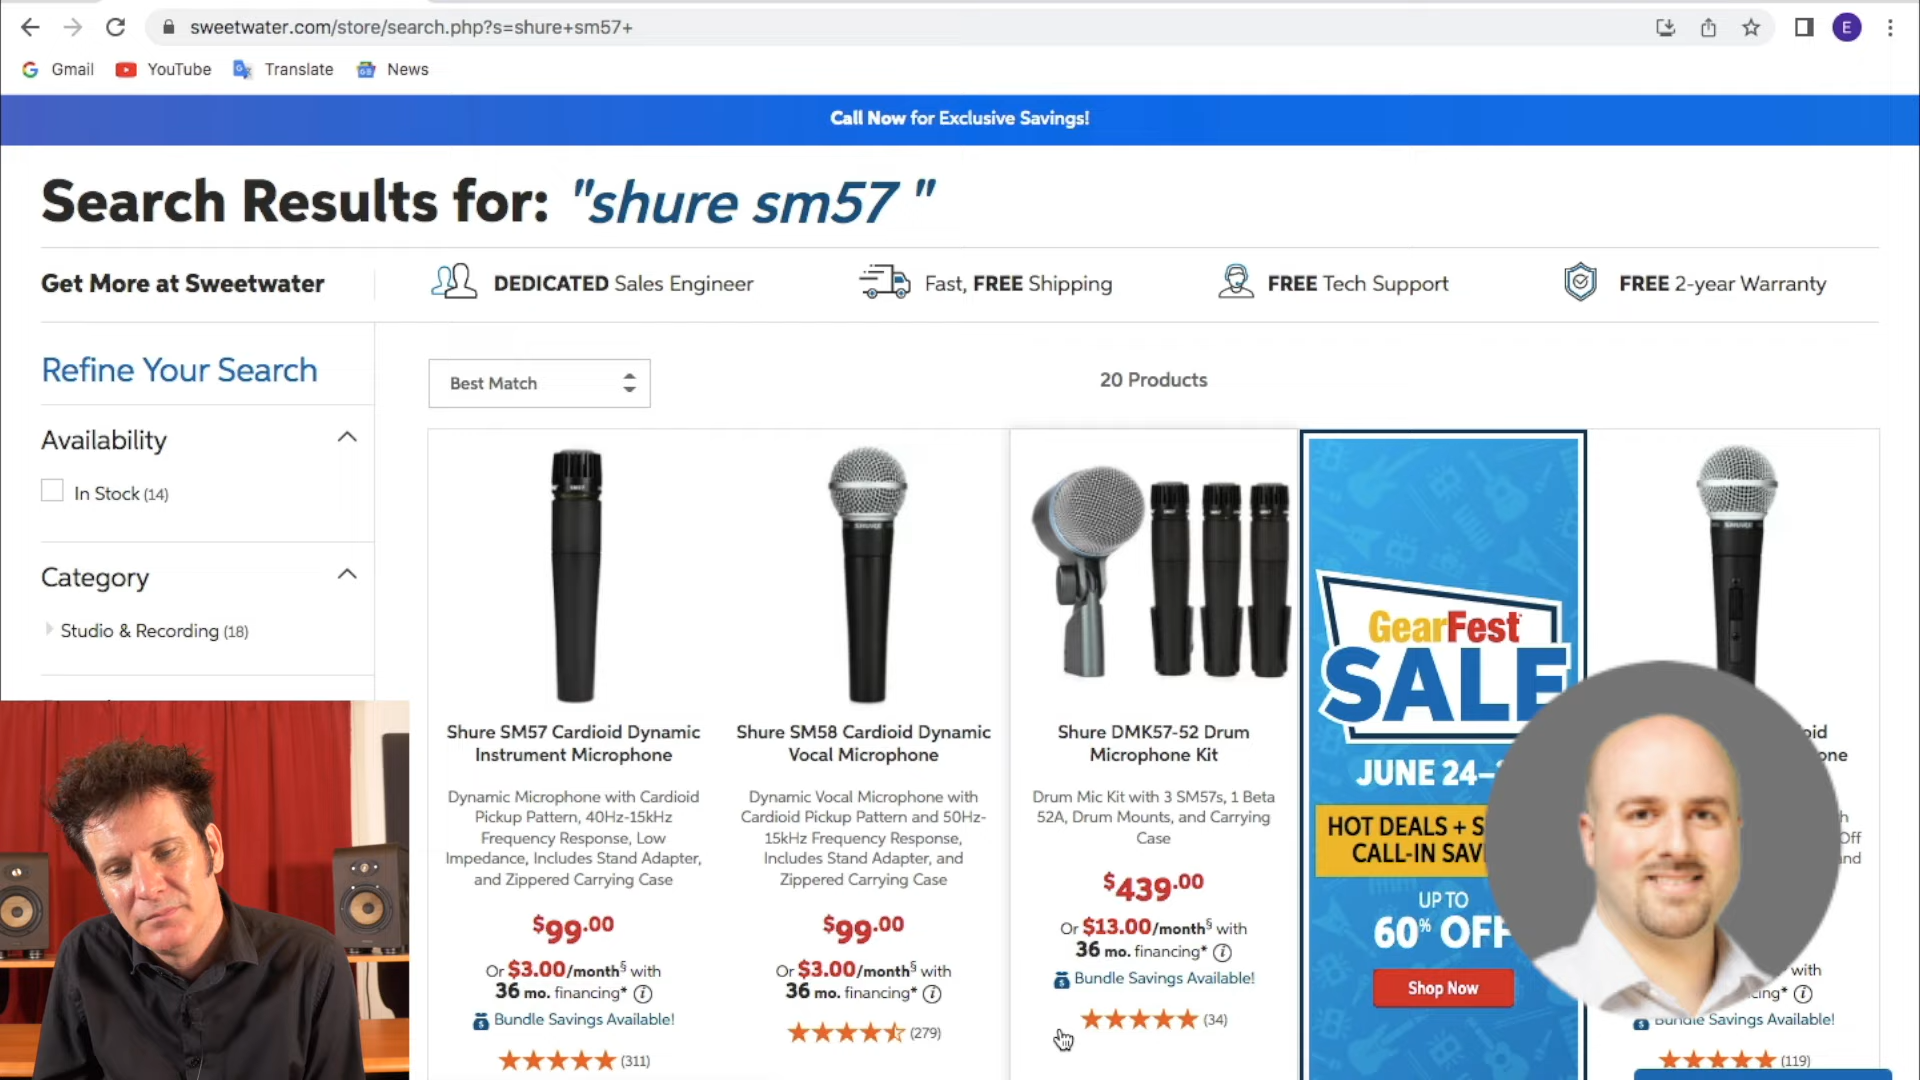 sweetwater.com/store/search.php?s=shure+sm57+
E
Gmail YouTube Translate News
Call Now for Exclusive Savings!
Search Results for: "shure sm57 "
Get More at Sweetwater
DEDICATED Sales Engineer
Fast, FREE Shipping
FREE Tech Support
FREE 2-year Warranty
Refine Your Search
Availability
In Stock (14)
Category
Studio & Recording (18)
Best Match
20 Products
Shure SM57 Cardioid Dynamic
Instrument Microphone
Dynamic Microphone with Cardioid
Pickup Pattern, 40Hz-15kHz
Frequency Response, Low
Impedance, Includes Stand Adapter,
and Zippered Carrying Case
$99.00
Or $3.00/month§ with
36 mo. financing*
Bundle Savings Available!
(311)
Shure SM58 Cardioid Dynamic
Vocal Microphone
Dynamic Vocal Microphone with
Cardioid Pickup Pattern and 50Hz-
15kHz Frequency Response,
Includes Stand Adapter, and
Zippered Carrying Case
$99.00
Or $3.00/month§ with
36 mo. financing*
(279)
Shure DMK57-52 Drum
Microphone Kit
Drum Mic Kit with 3 SM57s, 1 Beta
52A, Drum Mounts, and Carrying
Case
$439.00
Or $13.00/month§ with
36 mo. financing*
Bundle Savings Available!
(34)
GearFest
SALE
JUNE 24–
HOT DEALS + S
CALL-IN SAV
UP TO
60% OFF
Shop Now
with
Bundle Savings Available!
(119)